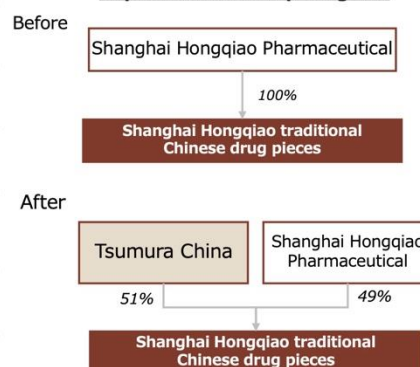 Before
Shanghai Hongqiao Pharmaceutical
100%
Shanghai Hongqiao traditional
Chinese drug pieces
After
Tsumura China
Shanghai Hongqiao
Pharmaceutical
51%
49%
Shanghai Hongqiao traditional
Chinese drug pieces